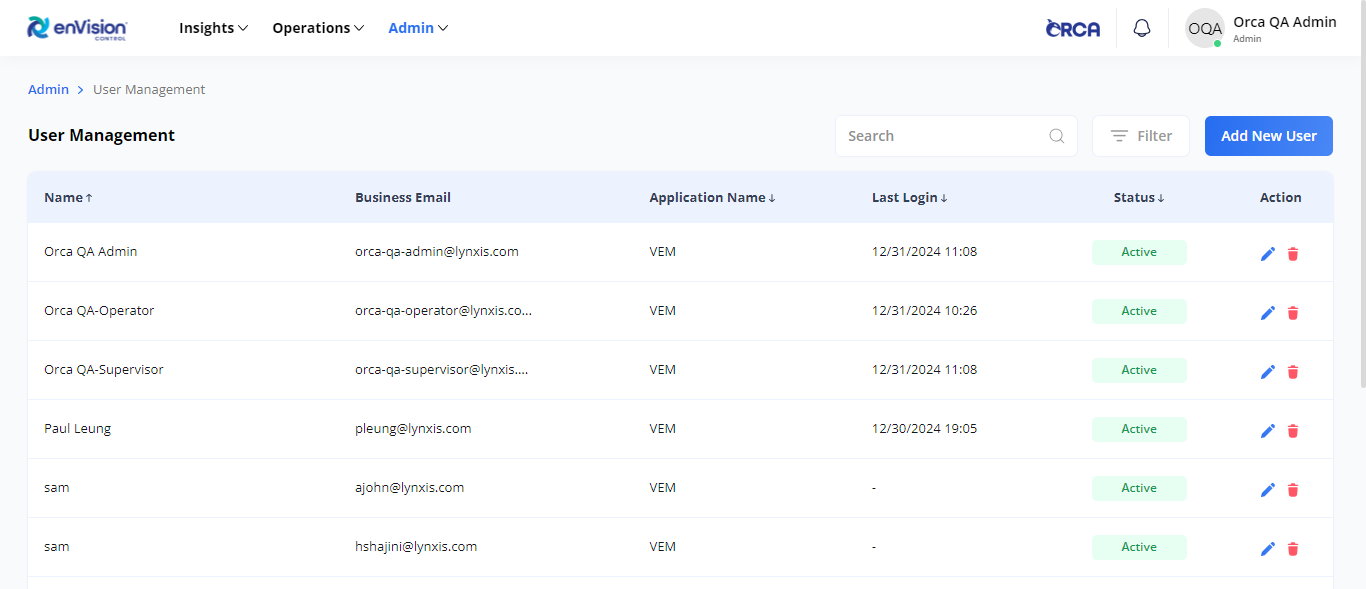 enVision
CONTROL
Insights
Operations
Admin
ORCA
OQA
Orca QA Admin
Admin
Admin > User Management
User Management
Search
Filter
Add New User
Name↑ Business Email Application Name↓ Last Login↓ Status↓ Action
Orca QA Admin orca-qa-admin@lynxis.com VEM 12/31/2024 11:08 Active
Orca QA-Operator orca-qa-operator@lynxis.co... VEM 12/31/2024 10:26 Active
Orca QA-Supervisor orca-qa-supervisor@lynxis.... VEM 12/31/2024 11:08 Active
Paul Leung pleung@lynxis.com VEM 12/30/2024 19:05 Active
sam ajohn@lynxis.com VEM - Active
sam hshajini@lynxis.com VEM - Active